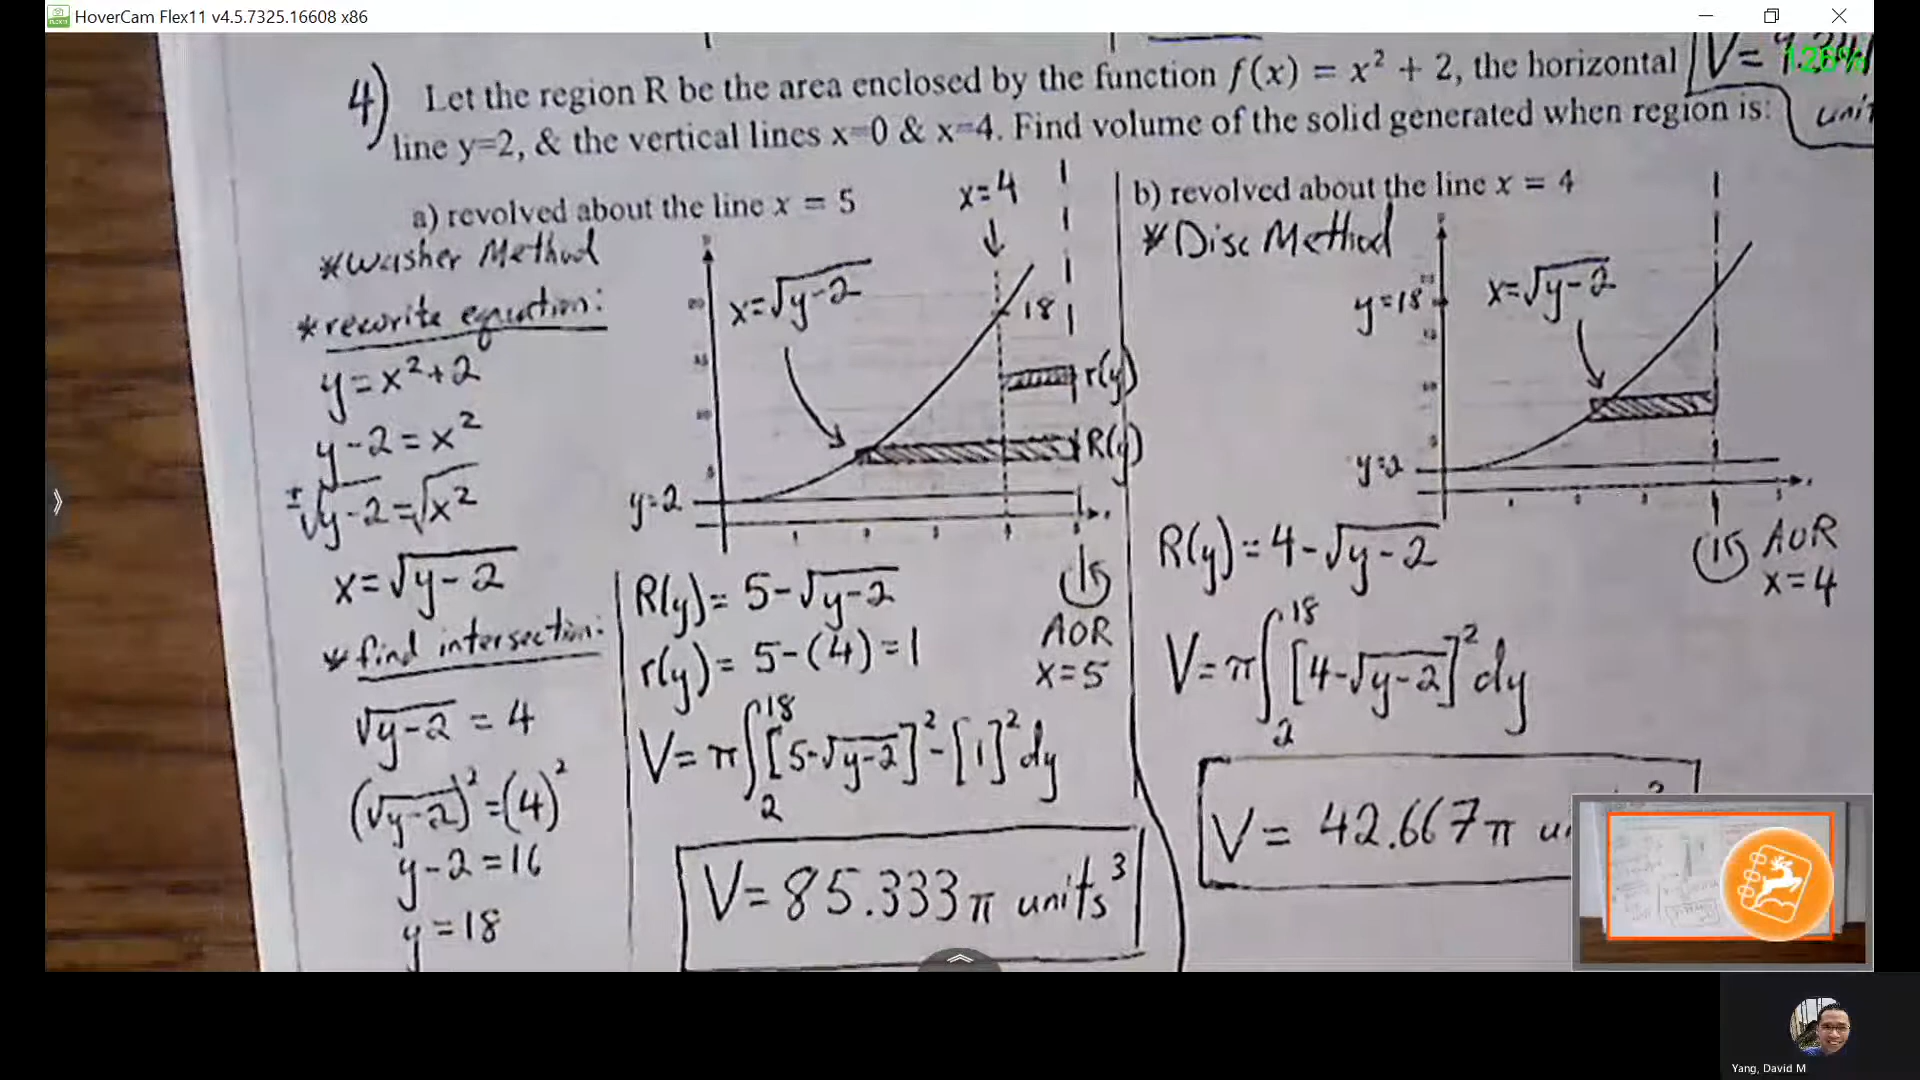 HoverCam Flex11 v4.5.7325.16608 x86
4) Let the region R be the area enclosed by the function f(x) = x² + 2, the horizontal
line y=2, & the vertical lines x=0 & x=4. Find volume of the solid generated when region is:
V=
126%
a) revolved about the line x = 5
*Washer Method
*rewrite equation:
y=x²+2
y-2=x²
±√y-2=√x²
x=√y-2
*find intersection:
√y-2 = 4
(√y-2)²=(4)²
y-2=16
y=18
x=4
x=√y-2
18
r(y)
R(y)
y=2
R(y)= 5-√y-2
r(y)= 5-(4)=1
AOR
x=5
V= π∫₂¹⁸[5-√y-2]²-[1]²dy
V=85.333π units³
b) revolved about the line x = 4
*Disc Method
y=18
x=√y-2
y=2
R(y)=4-√y-2
AOR
x=4
V=π∫₂¹⁸[4-√y-2]²dy
V= 42.667π
Yang, David M